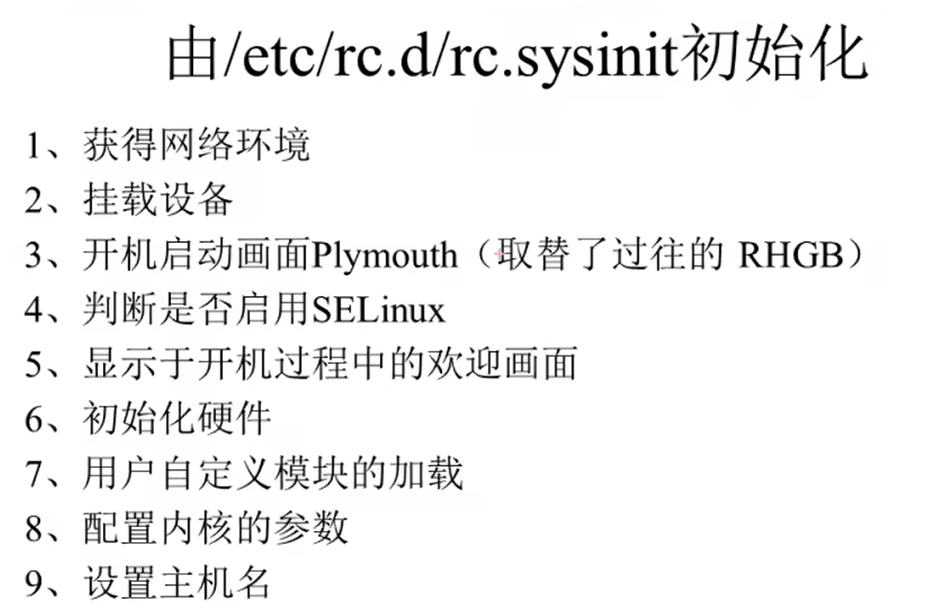 由/etc/rc.d/rc.sysinit初始化
1、获得网络环境
2、挂载设备
3、开机启动画面Plymouth（取替了过往的 RHGB）
4、判断是否启用SELinux
5、显示于开机过程中的欢迎画面
6、初始化硬件
7、用户自定义模块的加载
8、配置内核的参数
9、设置主机名